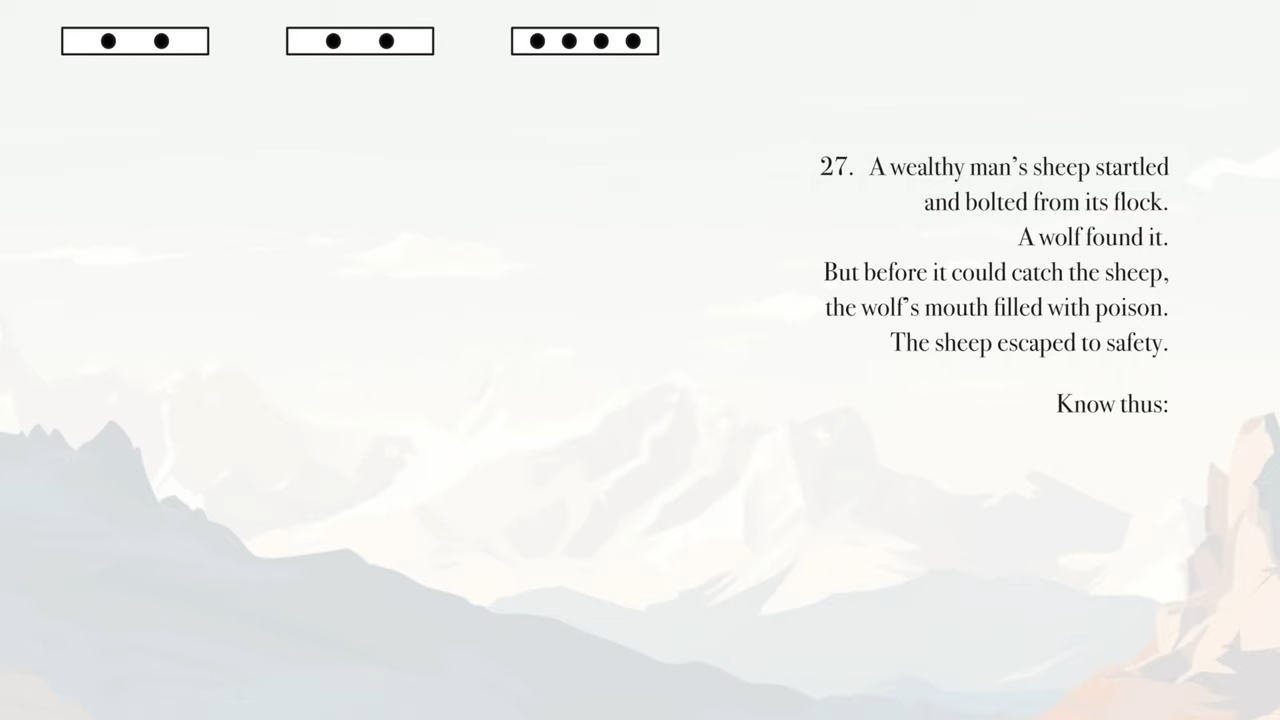 27. A wealthy man’s sheep startled
and bolted from its flock.
A wolf found it.
But before it could catch the sheep,
the wolf’s mouth filled with poison.
The sheep escaped to safety.
Know thus: